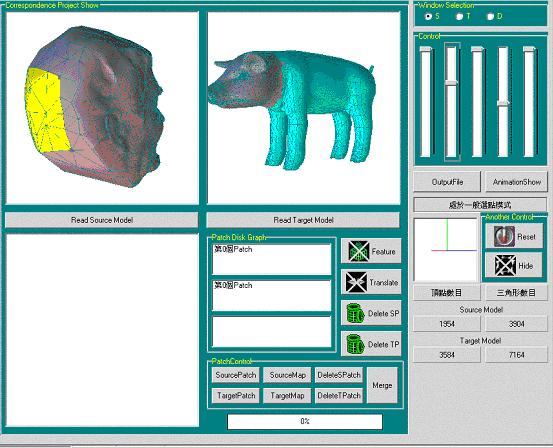 Correspondence Project Show
Window Selection
S T D
Control
Read Source Model
Read Target Model
OutputFile
AnimationShow
處於一般選點模式
Another Control
Reset
Hide
Patch Disk Graph
第0個Patch
第0個Patch
Feature
Translate
Delete SP
Delete TP
頂點數目
三角形數目
Source Model
1954
3904
Target Model
3584
7164
PatchControl
SourcePatch
SourceMap
DeleteSPatch
Merge
TargetPatch
TargetMap
DeleteTPatch
0%